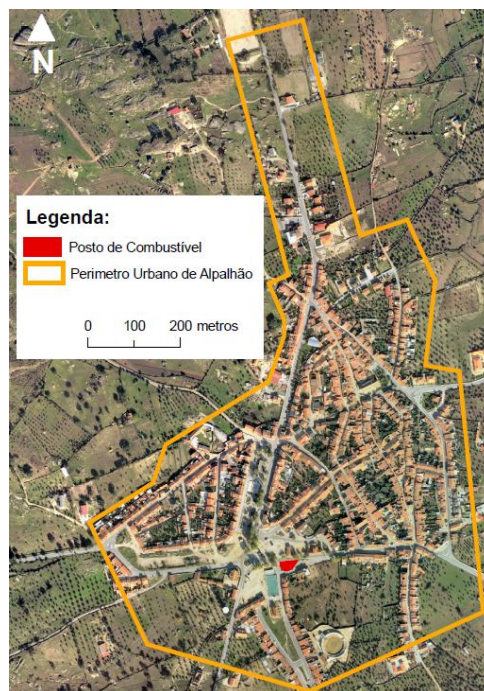 N
Legenda:
Posto de Combustível
Perimetro Urbano de Alpalhão
0 100 200 metros